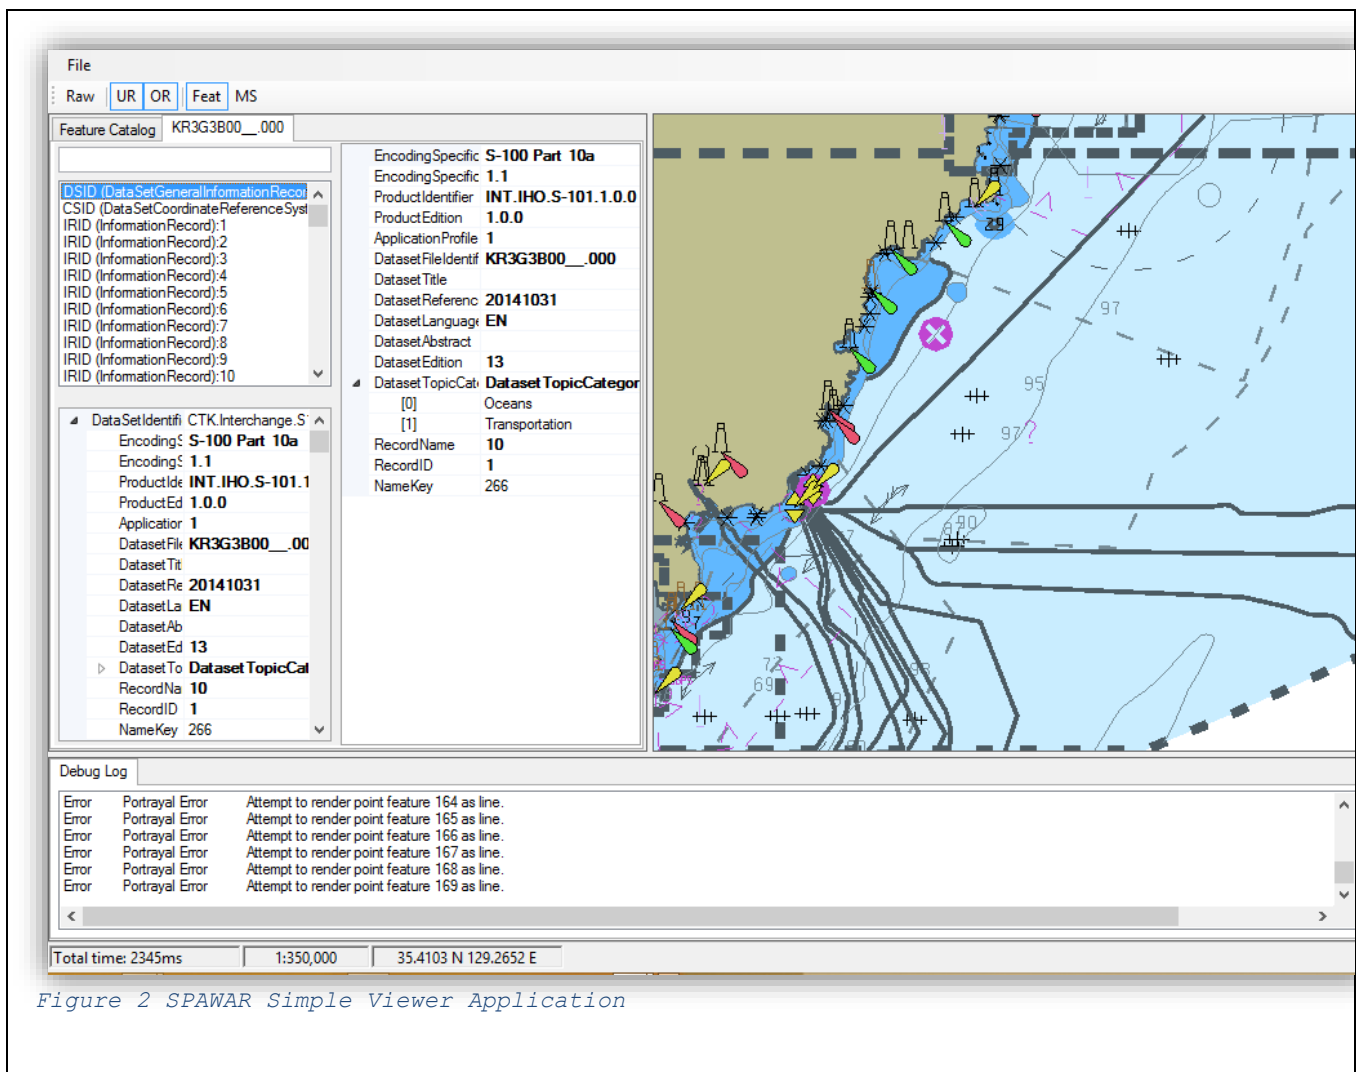 File
Raw UR OR Feat MS
Feature Catalog KR3G3B00__.000
DSID (DataSetGeneralInformationRecor
CSID (DataSetCoordinateReferenceSyst
IRID (InformationRecord):1
IRID (InformationRecord):2
IRID (InformationRecord):3
IRID (InformationRecord):4
IRID (InformationRecord):5
IRID (InformationRecord):6
IRID (InformationRecord):7
IRID (InformationRecord):8
IRID (InformationRecord):9
IRID (InformationRecord):10
DataSetIdentifi CTK.Interchange.S
EncodingS S-100 Part 10a
EncodingS 1.1
ProductIde INT.IHO.S-101.1
ProductEd 1.0.0
Application 1
DatasetFile KR3G3B00__.00
DatasetTit
DatasetRe 20141031
DatasetLa EN
DatasetAb
DatasetEd 13
DatasetTo DatasetTopicCat
RecordNa 10
RecordID 1
NameKey 266
EncodingSpecific S-100 Part 10a
EncodingSpecific 1.1
ProductIdentifier INT.IHO.S-101.1.0.0
ProductEdition 1.0.0
ApplicationProfile 1
DatasetFileIdentif KR3G3B00__.000
DatasetTitle
DatasetReferenc 20141031
DatasetLanguage EN
DatasetAbstract
DatasetEdition 13
DatasetTopicCat DatasetTopicCategor
[0] Oceans
[1] Transportation
RecordName 10
RecordID 1
NameKey 266
97
95
97
?
90
97
72
69
93
Debug Log
Error Portrayal Error Attempt to render point feature 164 as line.
Error Portrayal Error Attempt to render point feature 165 as line.
Error Portrayal Error Attempt to render point feature 166 as line.
Error Portrayal Error Attempt to render point feature 167 as line.
Error Portrayal Error Attempt to render point feature 168 as line.
Error Portrayal Error Attempt to render point feature 169 as line.
Total time: 2345ms 1:350,000 35.4103 N 129.2652 E
Figure 2 SPAWAR Simple Viewer Application